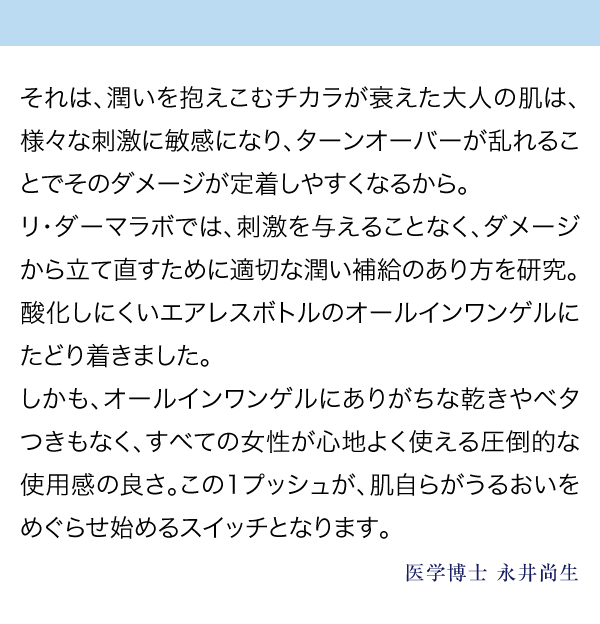 それは、潤いを抱えこむチカラが衰えた大人の肌は、
様々な刺激に敏感になり、ターンオーバーが乱れるこ
とでそのダメージが定着しやすくなるから。
リ・ダーマラボでは、刺激を与えることなく、ダメージ
から立て直すために適切な潤い補給のあり方を研究。
酸化しにくいエアレスボトルのオールインワンゲルに
たどり着きました。
しかも、オールインワンゲルにありがちな乾きやベタ
つきもなく、すべての女性が心地よく使える圧倒的な
使用感の良さ。この1プッシュが、肌自らがうるおいを
めぐらせ始めるスイッチとなります。
医学博士 永井尚生